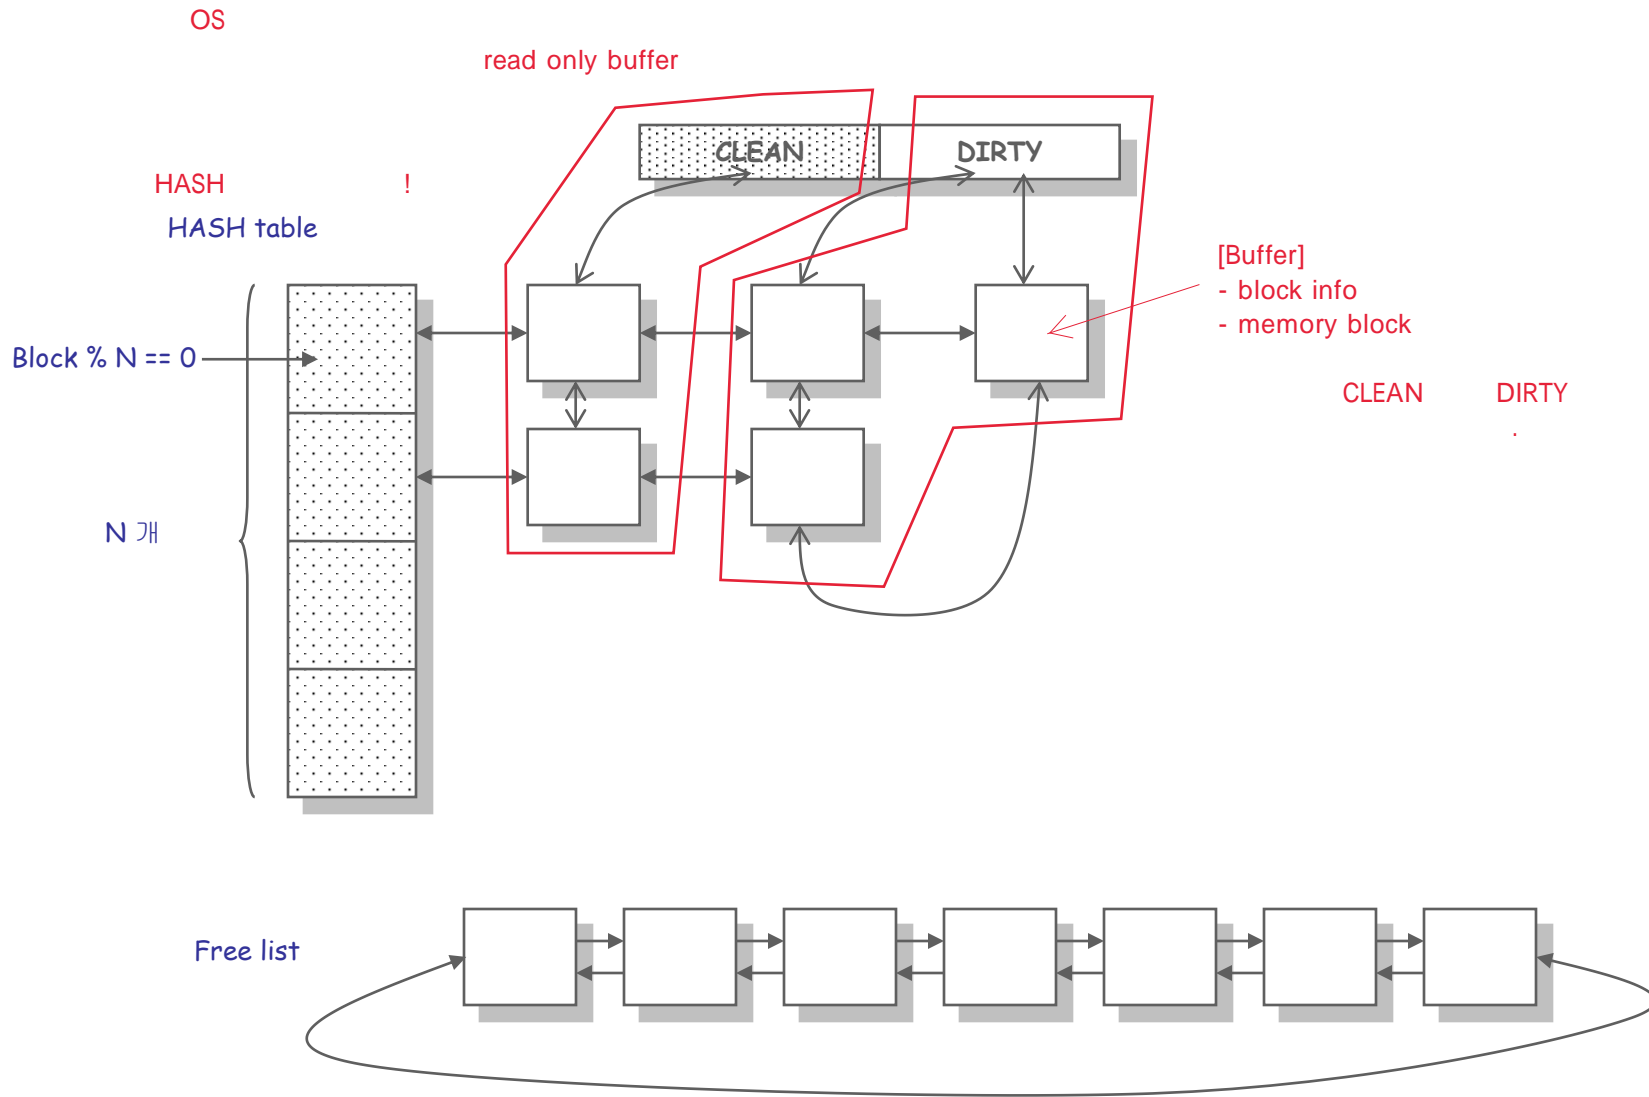 OS
read only buffer
CLEAN
DIRTY
HASH !
HASH table
[Buffer]
- block info
- memory block
Block % N == 0
CLEAN DIRTY
.
N 개
Free list